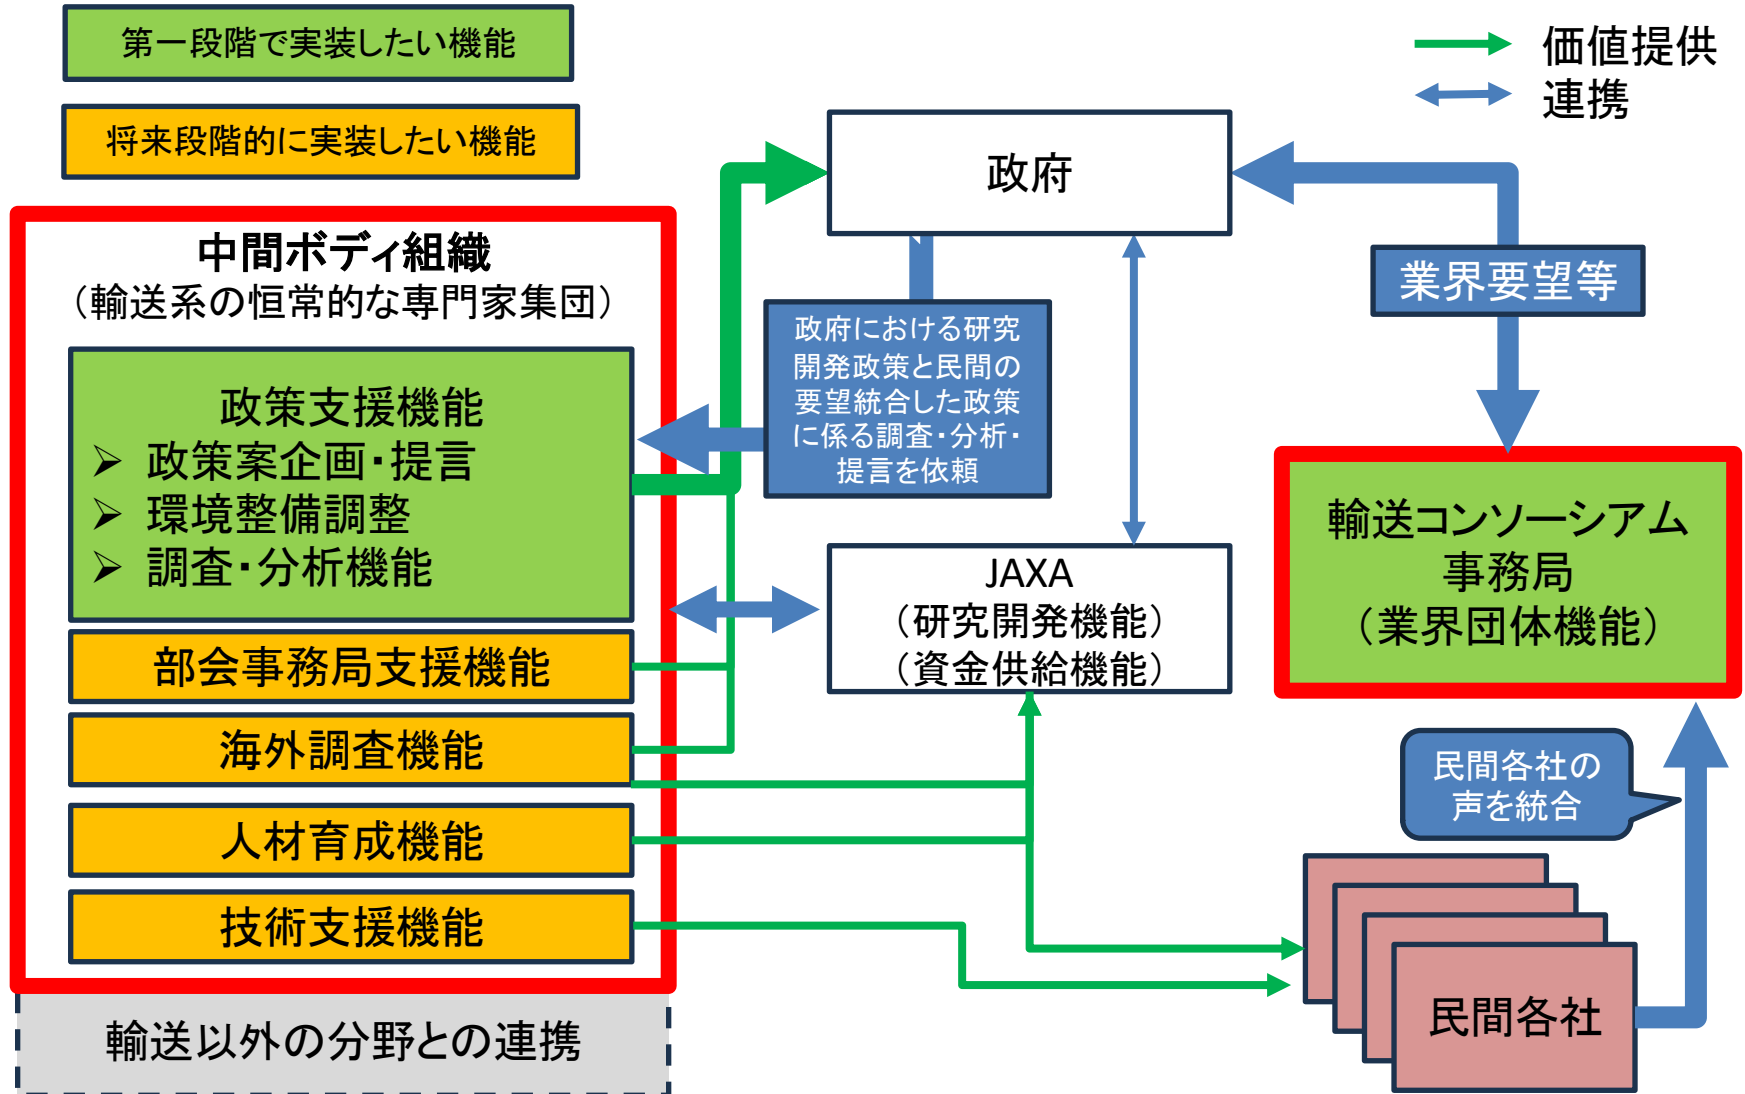 第一段階で実装したい機能
将来段階的に実装したい機能
価値提供
連携
中間ボディ組織
（輸送系の恒常的な専門家集団）
政策支援機能
➢ 政策案企画・提言
➢ 環境整備調整
➢ 調査・分析機能
部会事務局支援機能
海外調査機能
人材育成機能
技術支援機能
輸送以外の分野との連携
政府
政府における研究
開発政策と民間の
要望統合した政策
に係る調査・分析・
提言を依頼
JAXA
（研究開発機能）
（資金供給機能）
業界要望等
輸送コンソーシアム
事務局
（業界団体機能）
民間各社の
声を統合
民間各社